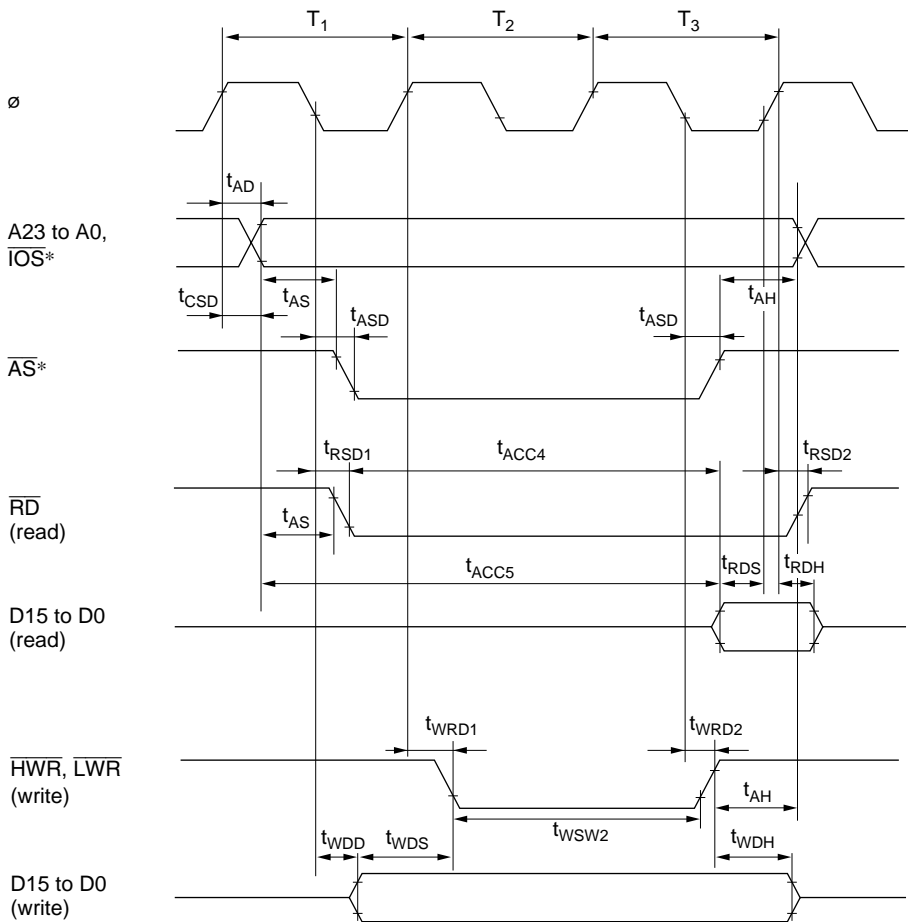 T1 T2 T3
ø
tAD
A23 to A0,
IOS*
tCSD tAS tAH
tASD tASD
AS*
tRSD1 tACC4 tRSD2
RD
(read)
tAS
tACC5 tRDS tRDH
D15 to D0
(read)
tWRD1 tWRD2
HWR, LWR
(write)
tAH
tWSW2
tWDD tWDS tWDH
D15 to D0
(write)